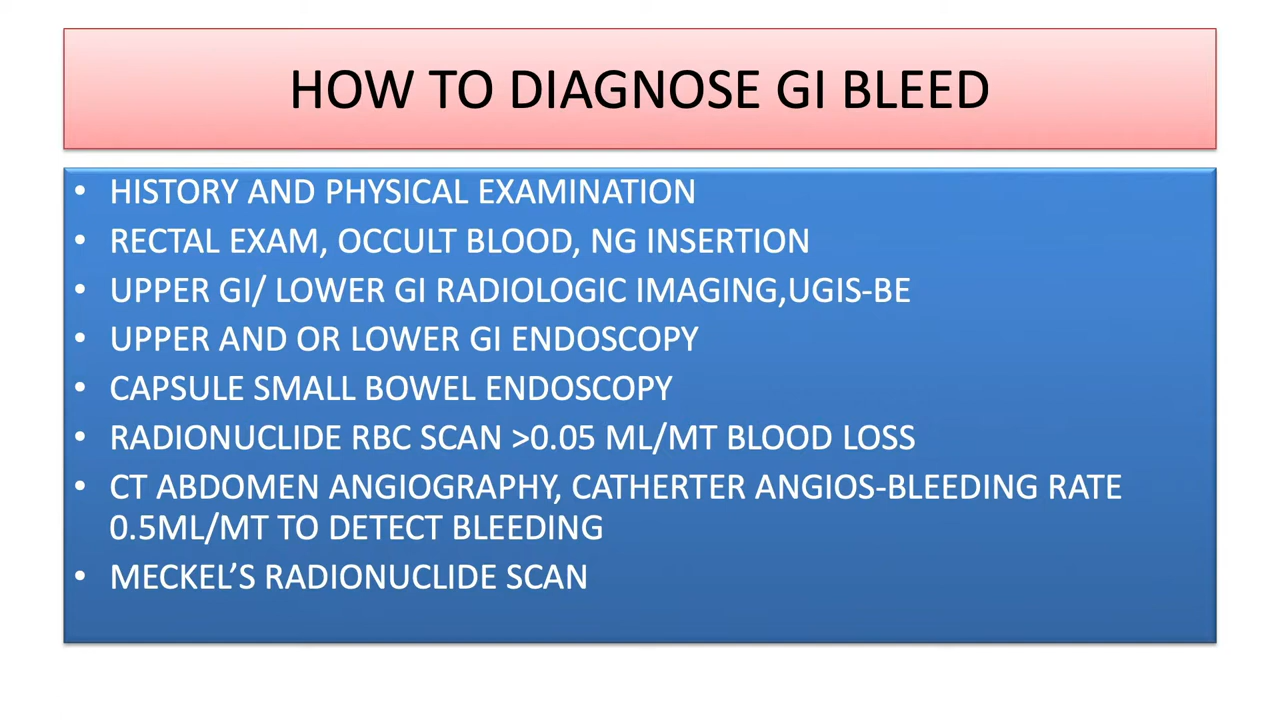 HOW TO DIAGNOSE GI BLEED
• HISTORY AND PHYSICAL EXAMINATION
• RECTAL EXAM, OCCULT BLOOD, NG INSERTION
• UPPER GI/ LOWER GI RADIOLOGIC IMAGING,UGIS-BE
• UPPER AND OR LOWER GI ENDOSCOPY
• CAPSULE SMALL BOWEL ENDOSCOPY
• RADIONUCLIDE RBC SCAN >0.05 ML/MT BLOOD LOSS
• CT ABDOMEN ANGIOGRAPHY, CATHERTER ANGIOS-BLEEDING RATE
0.5ML/MT TO DETECT BLEEDING
• MECKEL’S RADIONUCLIDE SCAN